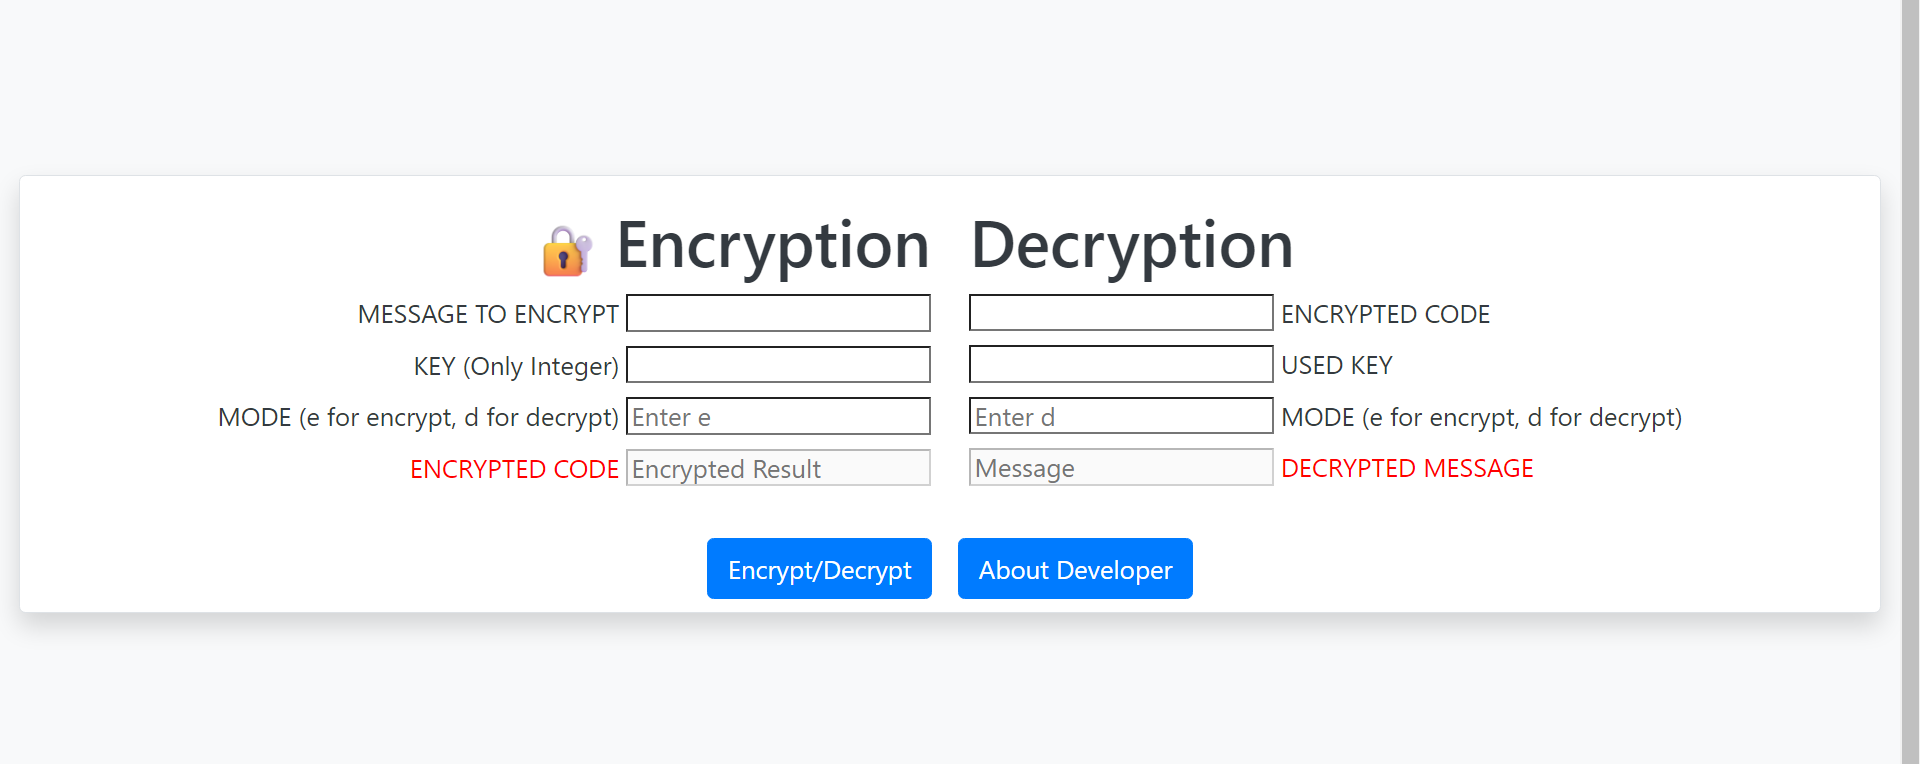 Encryption Decryption
MESSAGE TO ENCRYPT ENCRYPTED CODE
KEY (Only Integer) USED KEY
MODE (e for encrypt, d for decrypt) Enter e Enter d MODE (e for encrypt, d for decrypt)
ENCRYPTED CODE Encrypted Result Message DECRYPTED MESSAGE
Encrypt/Decrypt About Developer